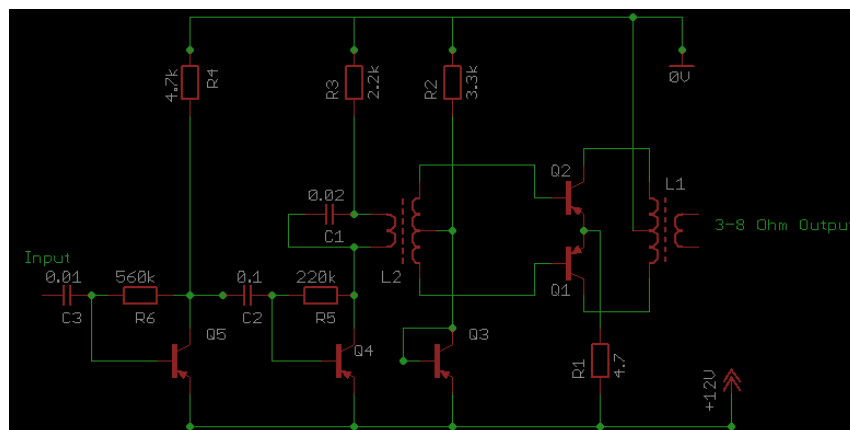 4.7k
R4
R3
2.2k
R2
3.3k
0V
Q2
L1
0.02
C1
3-8 Ohm Output
L2
Input
0.01
560k
0.1
220k
Q1
C3
R6
Q5
C2
R5
Q4
Q3
R1
4.7
+12V